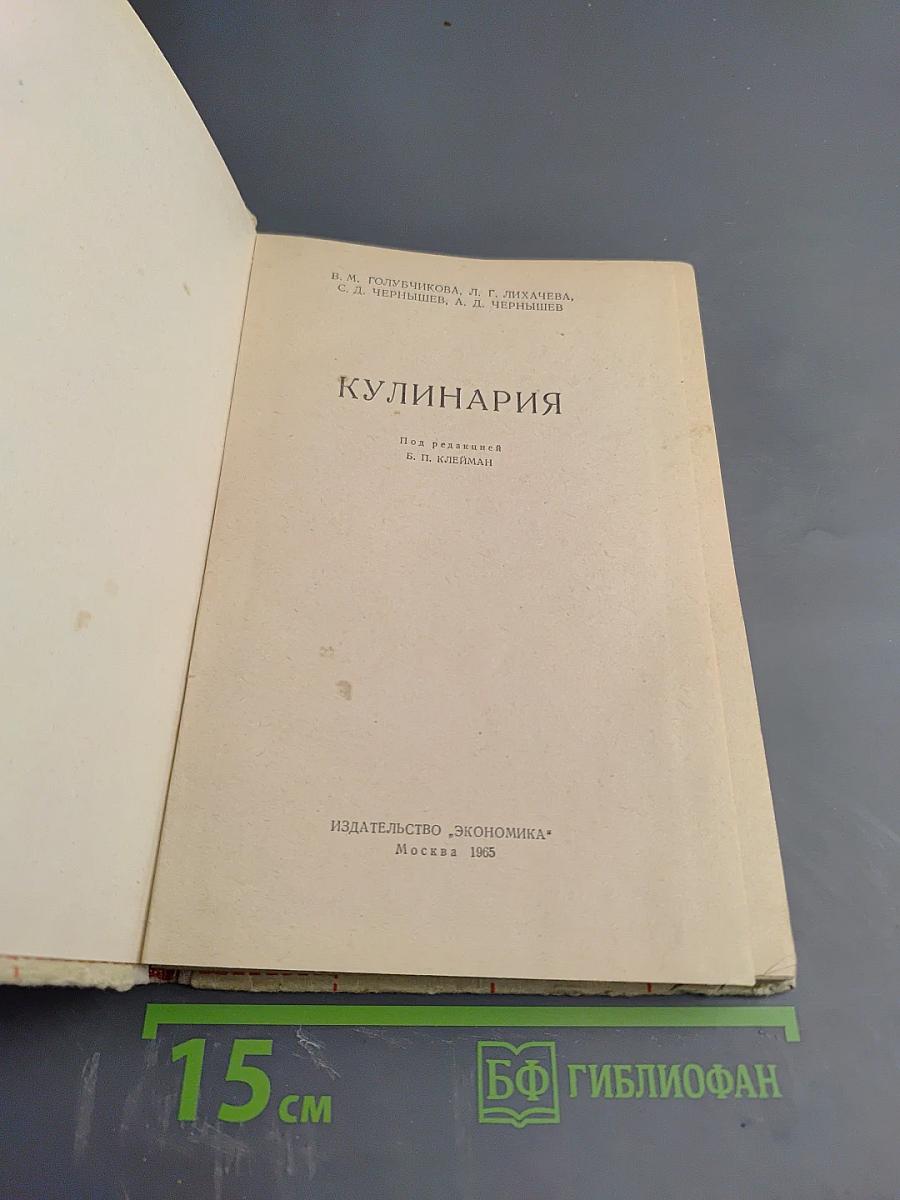 В. М. ГОЛУБЧИКОВА, Л. Г. ЛИХАЧЕВА,
С. Д. ЧЕРНЫШЕВ, А. Д. ЧЕРНЫШЕВ
КУЛИНАРИЯ
Под редакцией
Б. П. КЛЕЙМАН
ИЗДАТЕЛЬСТВО „ЭКОНОМИКА“
Москва 1965
15 см
БФ ГИБЛИОФАН